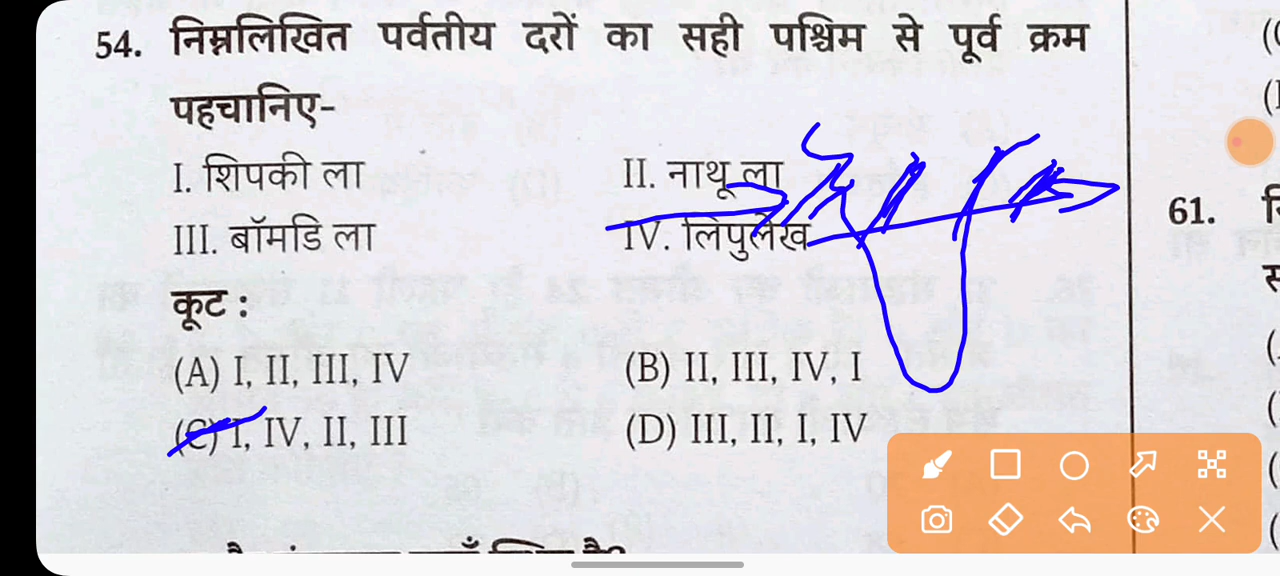 54. निम्नलिखित पर्वतीय दर्रों का सही पश्चिम से पूर्व क्रम
पहचानिए-
I. शिपकी ला II. नाथू ला
III. बॉमडि ला IV. लिपुलेख
कूट :
(A) I, II, III, IV (B) II, III, IV, I
(C) I, IV, II, III (D) III, II, I, IV
61.